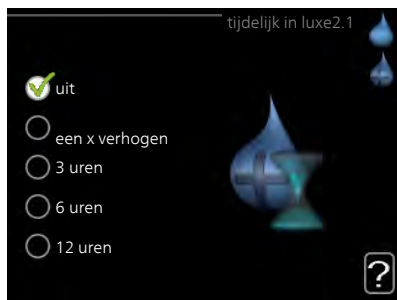 tijdelijk in luxe2.1
uit
een x verhogen
3 uren
6 uren
12 uren
?